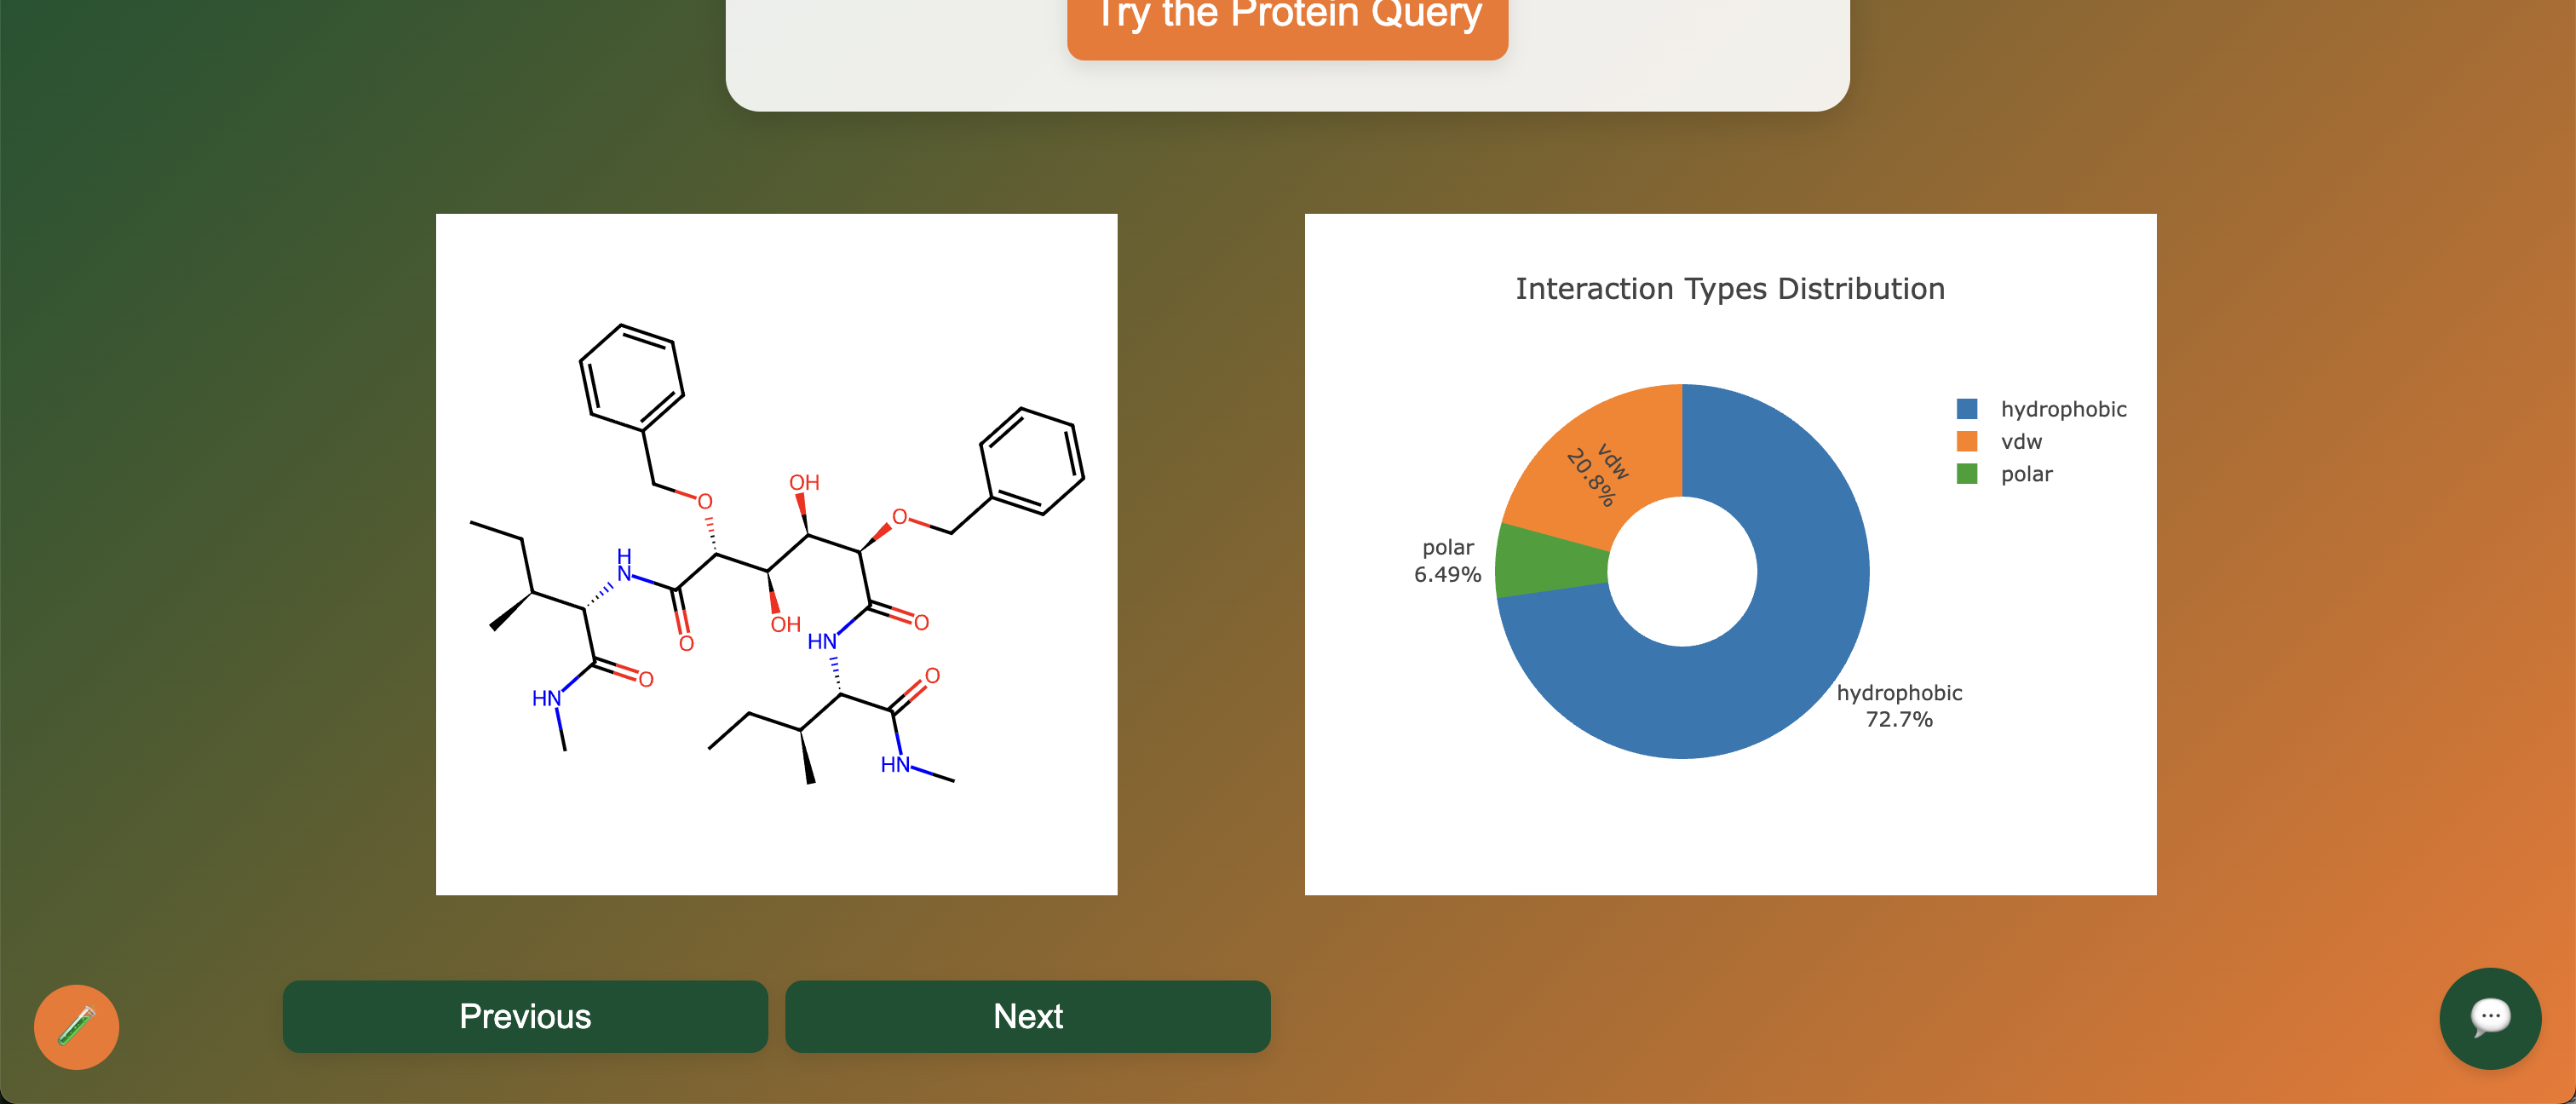 Try the Protein Query
OH
O
O
H
N
O
OH
HN
O
O
HN
O
HN
Interaction Types Distribution
hydrophobic
vdw
polar
vdw
20.8%
polar
6.49%
hydrophobic
72.7%
Previous
Next